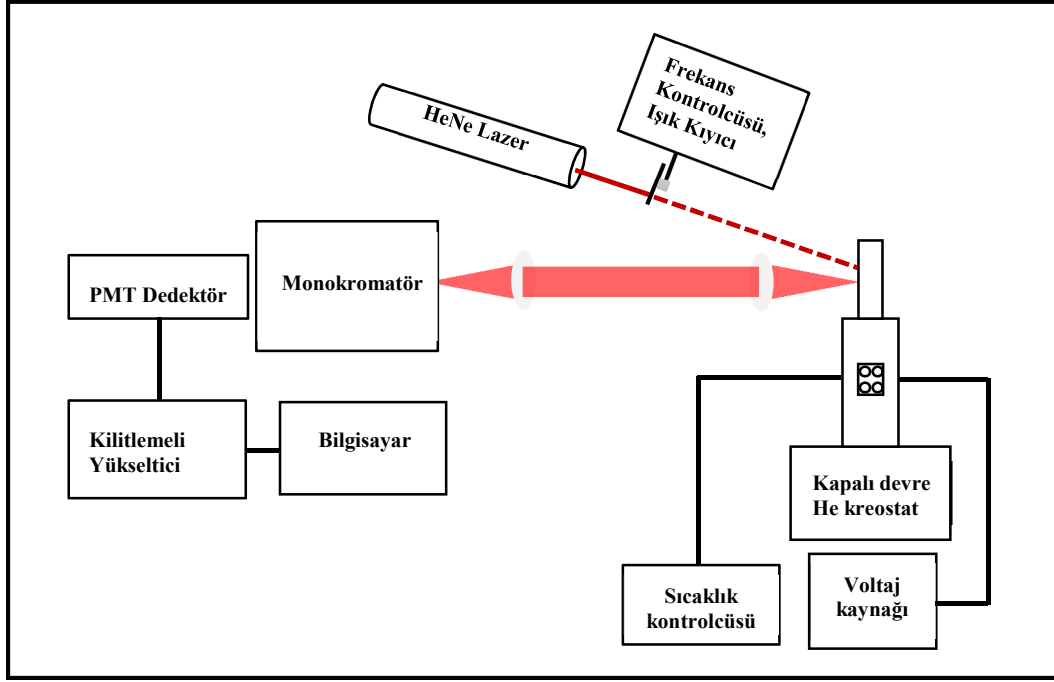 Frekans
Kontrolcüsü,
Işık Kıyıcı
HeNe Lazer
Monokromatör
PMT Dedektör
Kilitlemeli
Yükseltici
Bilgisayar
Kapalı devre
He kreostat
Sıcaklık
kontrolcüsü
Voltaj
kaynağı